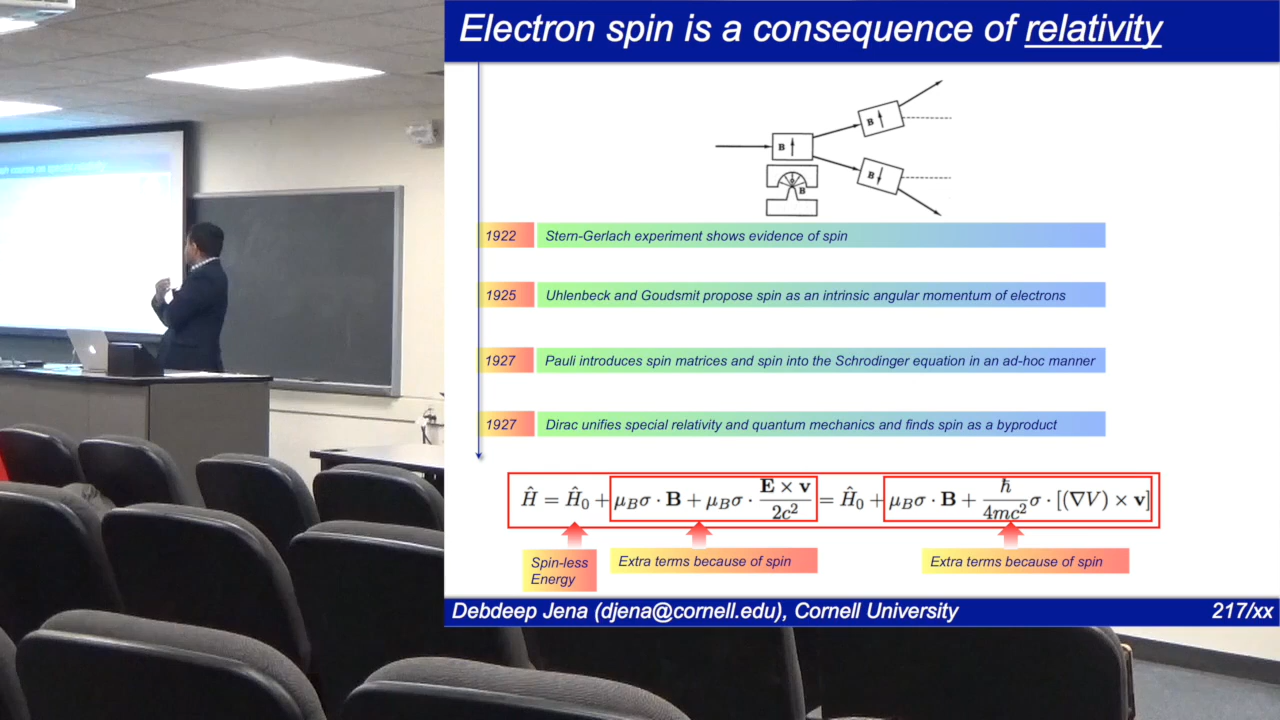 Electron spin is a consequence of relativity
B
B
B
B
1922 Stern-Gerlach experiment shows evidence of spin
1925 Uhlenbeck and Goudsmit propose spin as an intrinsic angular momentum of electrons
1927 Pauli introduces spin matrices and spin into the Schrodinger equation in an ad-hoc manner
1927 Dirac unifies special relativity and quantum mechanics and finds spin as a byproduct
Ĥ = Ĥ₀ + μ_Bσ · B + μ_Bσ · (E × v)/(2c²) = Ĥ₀ + μ_Bσ · B + ħ/(4mc²) σ · [(∇V) × v]
Spin-less
Energy
Extra terms because of spin
Extra terms because of spin
Debdeep Jena (djena@cornell.edu), Cornell University 217/xx